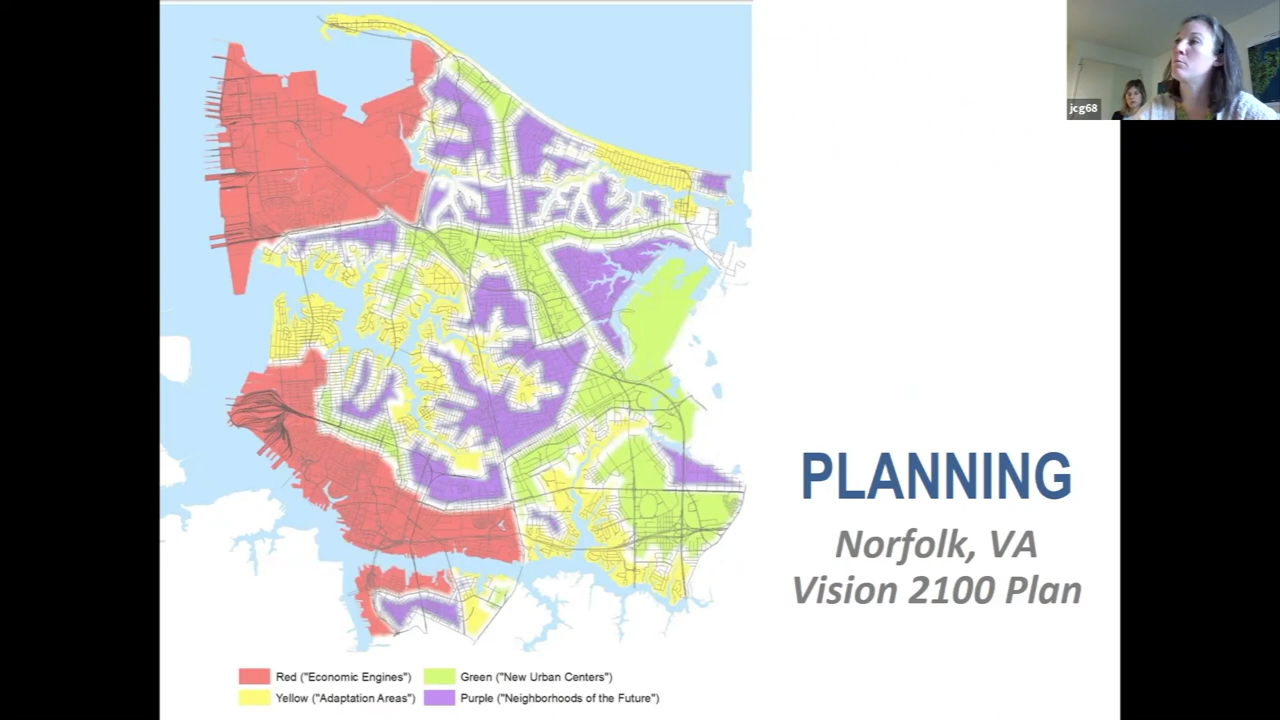 jcg68
PLANNING
Norfolk, VA
Vision 2100 Plan
Red ("Economic Engines")
Green ("New Urban Centers")
Yellow ("Adaptation Areas")
Purple ("Neighborhoods of the Future")